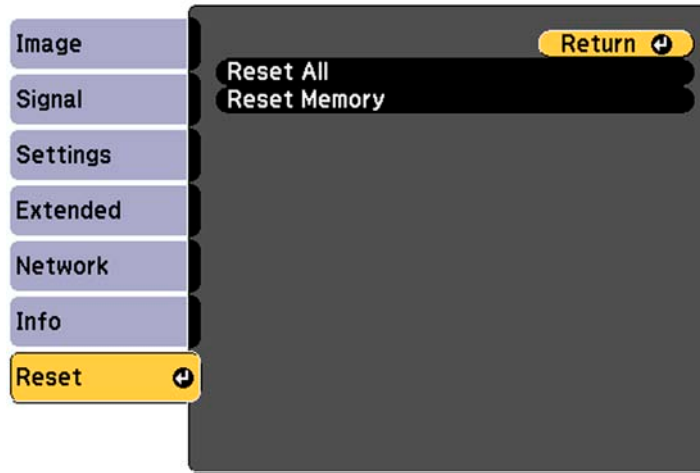 Image
Signal
Settings
Extended
Network
Info
Reset
Return
Reset All
Reset Memory